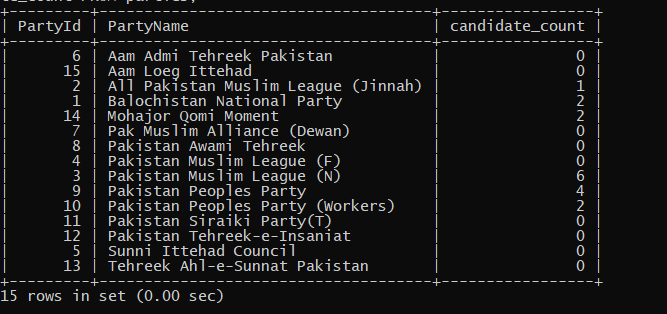 +---------+-----------------------------------+-----------------+
| PartyId | PartyName                         | candidate_count |
+---------+-----------------------------------+-----------------+
|       6 | Aam Admi Tehreek Pakistan         |               0 |
|      15 | Aam Loeg Ittehad                  |               0 |
|       2 | All Pakistan Muslim League (Jinnah) |               1 |
|       1 | Balochistan National Party        |               2 |
|      14 | Mohajor Qomi Moment               |               2 |
|       7 | Pak Muslim Alliance (Dewan)       |               0 |
|       8 | Pakistan Awami Tehreek            |               0 |
|       4 | Pakistan Muslim League (F)        |               0 |
|       3 | Pakistan Muslim League (N)        |               6 |
|       9 | Pakistan Peoples Party            |               4 |
|      10 | Pakistan Peoples Party (Workers)  |               2 |
|      11 | Pakistan Siraiki Party(T)         |               0 |
|      12 | Pakistan Tehreek-e-Insaniat       |               0 |
|       5 | Sunni Ittehad Council             |               0 |
|      13 | Tehreek Ahl-e-Sunnat Pakistan     |               0 |
+---------+-----------------------------------+-----------------+
15 rows in set (0.00 sec)